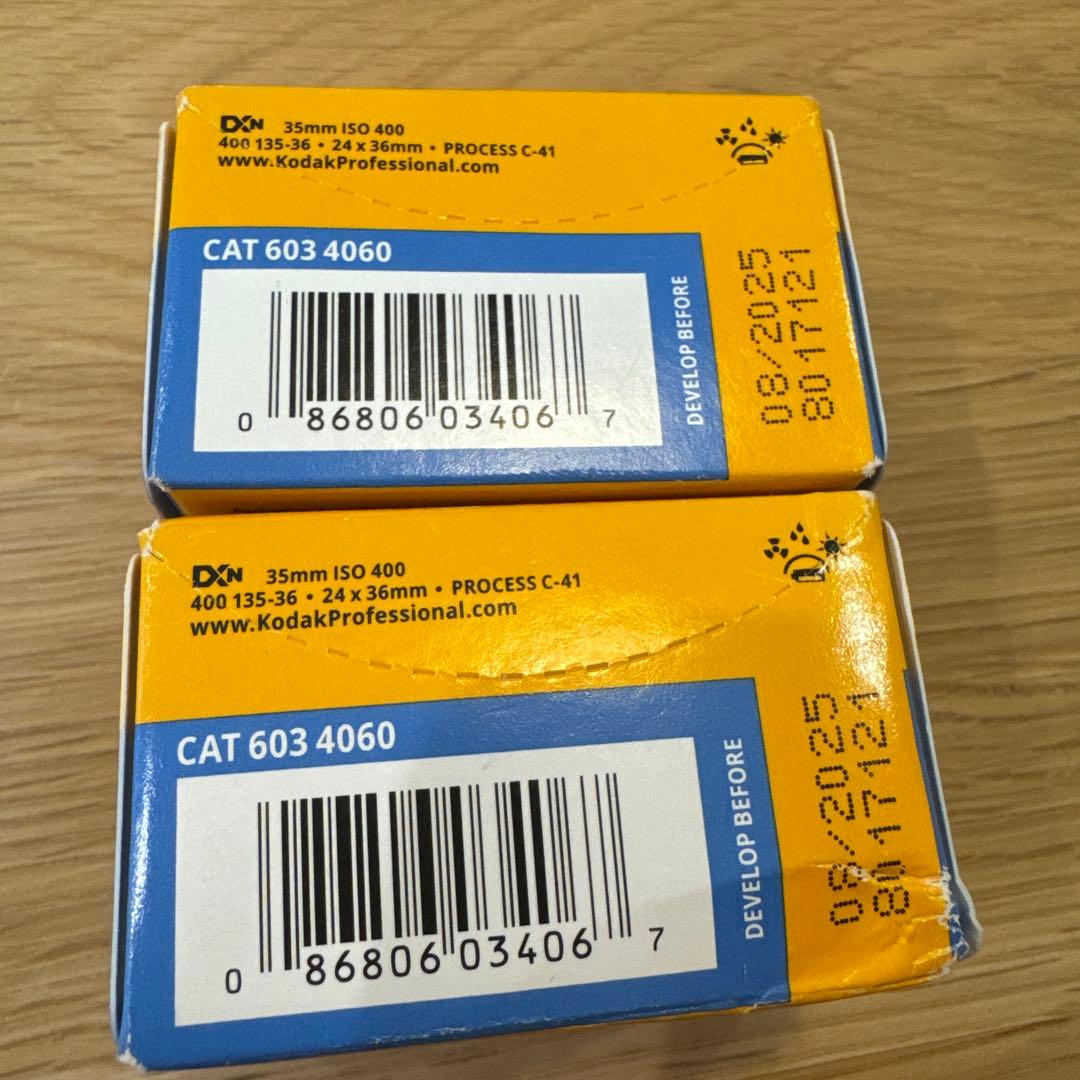 DXN 35mm ISO 400
400 135-36 • 24 x 36mm • PROCESS C-41
www.KodakProfessional.com
CAT 603 4060
0 86806 03406 7
DEVELOP BEFORE
08/2025
8017121
DXN 35mm ISO 400
400 135-36 • 24 x 36mm • PROCESS C-41
www.KodakProfessional.com
CAT 603 4060
0 86806 03406 7
DEVELOP BEFORE
08/2025
8017121